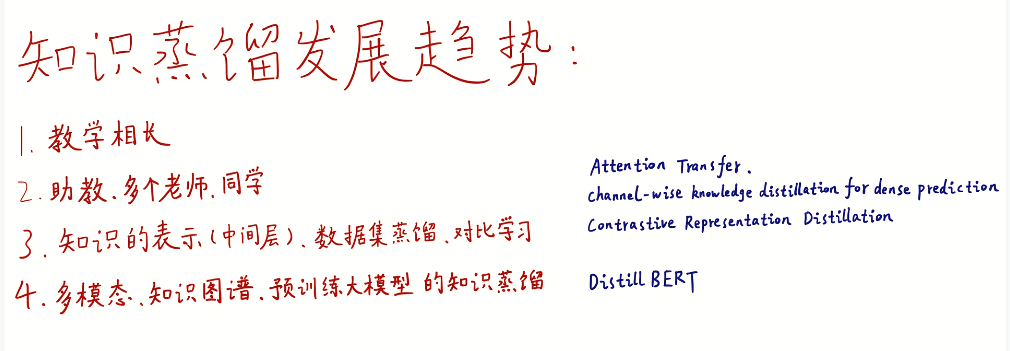 知识蒸馏发展趋势：
1. 教学相长
2. 助教、多个老师、同学
3. 知识的表示（中间层）、数据集蒸馏、对比学习
Attention Transfer.
channel-wise knowledge distillation for dense prediction
Contrastive Representation Distillation
4. 多模态、知识图谱、预训练大模型 的知识蒸馏
Distill BERT